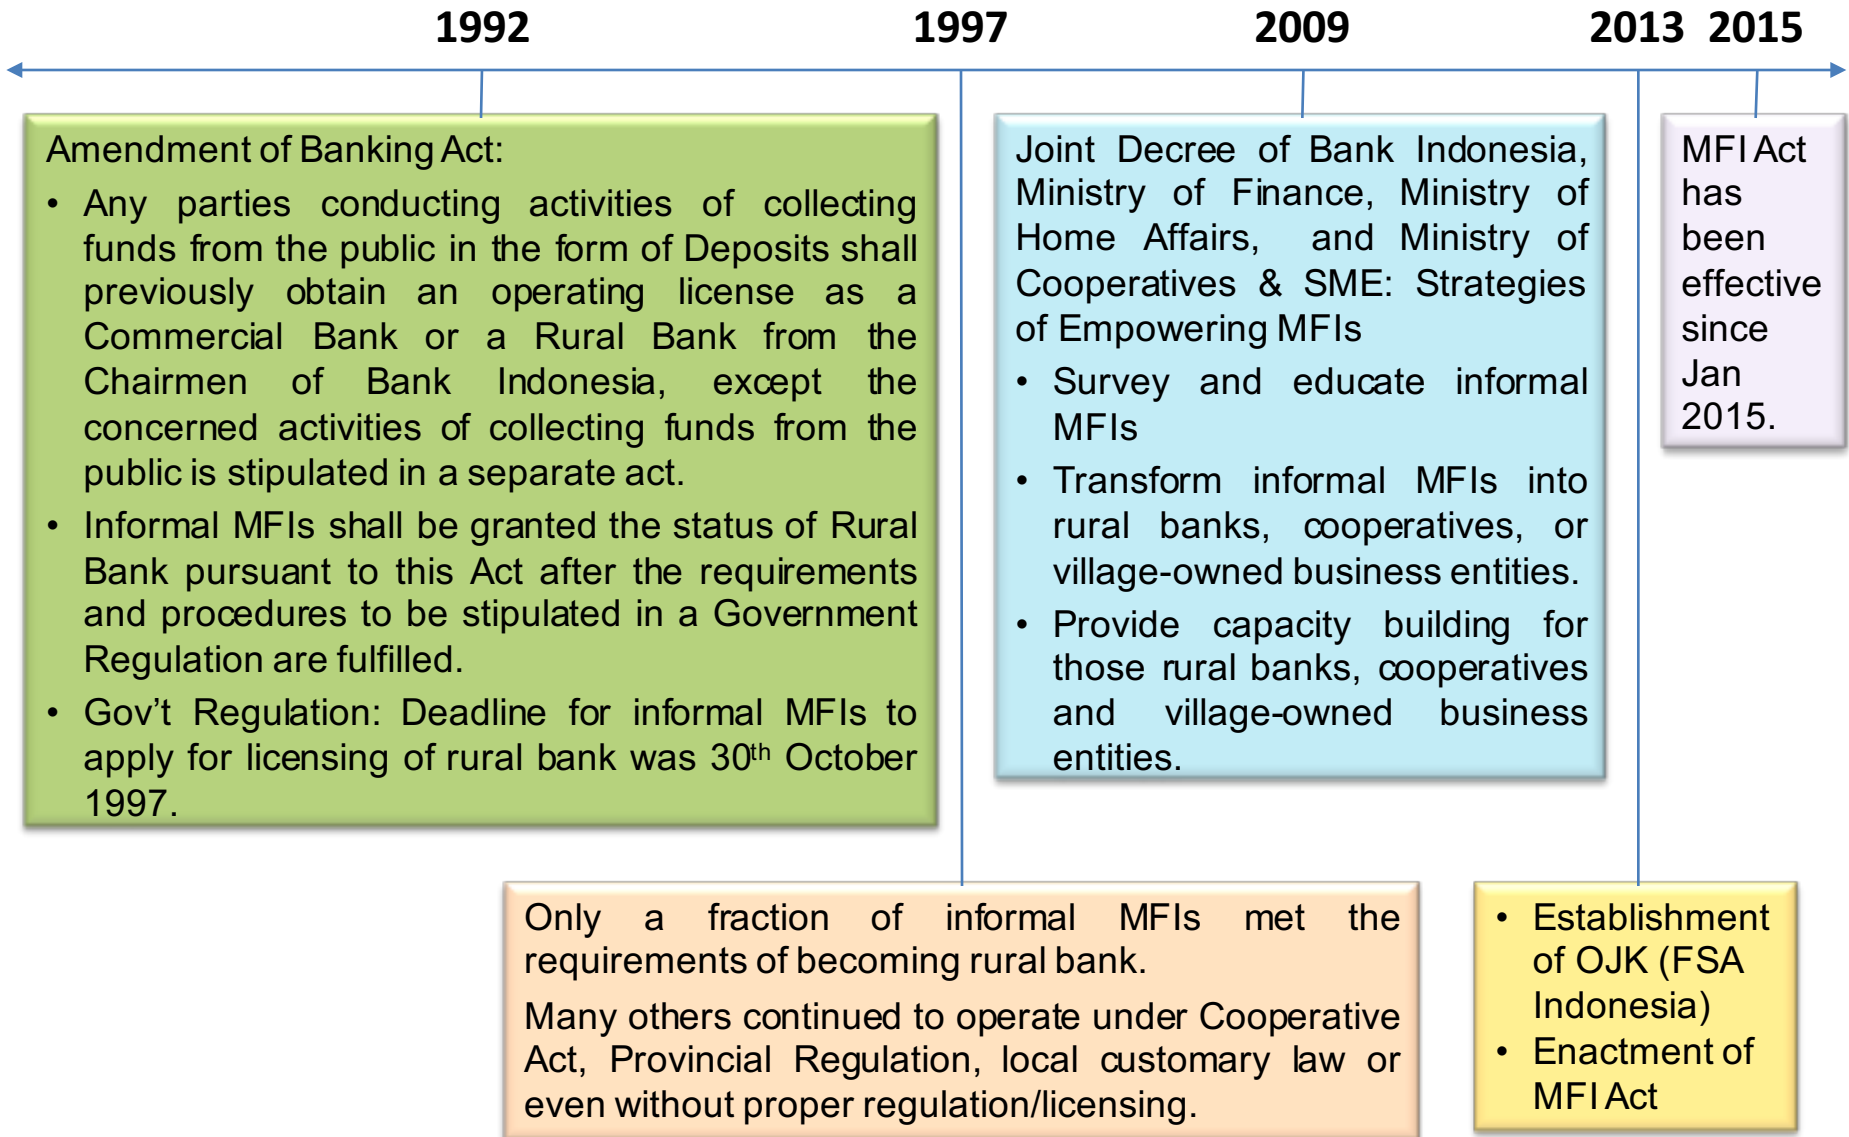 1992 1997 2009 2013 2015
Amendment of Banking Act:
• Any parties conducting activities of collecting
funds from the public in the form of Deposits shall
previously obtain an operating license as a
Commercial Bank or a Rural Bank from the
Chairmen of Bank Indonesia, except the
concerned activities of collecting funds from the
public is stipulated in a separate act.
• Informal MFIs shall be granted the status of Rural
Bank pursuant to this Act after the requirements
and procedures to be stipulated in a Government
Regulation are fulfilled.
• Gov’t Regulation: Deadline for informal MFIs to
apply for licensing of rural bank was 30th October
1997.
Only a fraction of informal MFIs met the
requirements of becoming rural bank.
Many others continued to operate under Cooperative
Act, Provincial Regulation, local customary law or
even without proper regulation/licensing.
Joint Decree of Bank Indonesia,
Ministry of Finance, Ministry of
Home Affairs, and Ministry of
Cooperatives & SME: Strategies
of Empowering MFIs
• Survey and educate informal
MFIs
• Transform informal MFIs into
rural banks, cooperatives, or
village-owned business entities.
• Provide capacity building for
those rural banks, cooperatives
and village-owned business
entities.
• Establishment
of OJK (FSA
Indonesia)
• Enactment of
MFI Act
MFI Act
has
been
effective
since
Jan
2015.